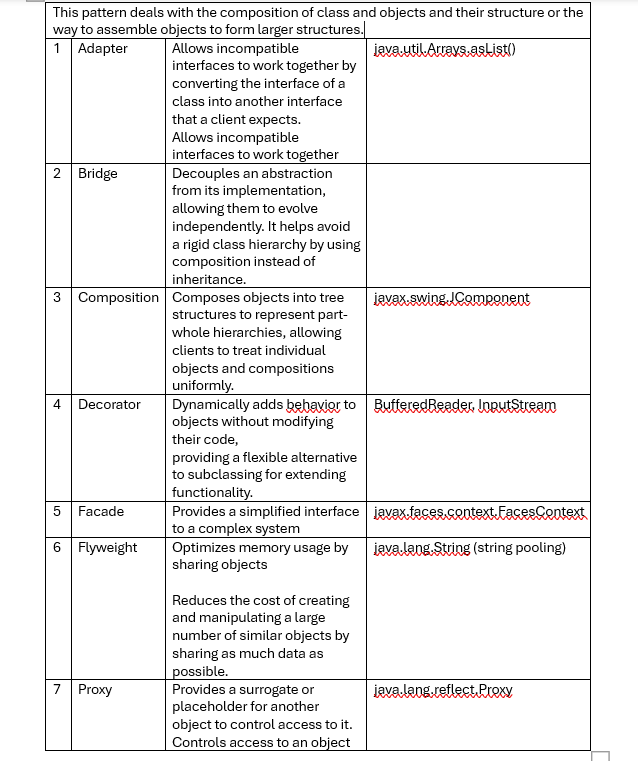 This pattern deals with the composition of class and objects and their structure or the
way to assemble objects to form larger structures.
1 Adapter Allows incompatible java.util.Arrays.asList()
interfaces to work together by
converting the interface of a
class into another interface
that a client expects.
Allows incompatible
interfaces to work together
2 Bridge Decouples an abstraction
from its implementation,
allowing them to evolve
independently. It helps avoid
a rigid class hierarchy by using
composition instead of
inheritance.
3 Composition Composes objects into tree javax.swing.JComponent
structures to represent part-
whole hierarchies, allowing
clients to treat individual
objects and compositions
uniformly.
4 Decorator Dynamically adds behavior to BufferedReader, InputStream
objects without modifying
their code,
providing a flexible alternative
to subclassing for extending
functionality.
5 Facade Provides a simplified interface javax.faces.context.FacesContext
to a complex system
6 Flyweight Optimizes memory usage by java.lang.String (string pooling)
sharing objects
Reduces the cost of creating
and manipulating a large
number of similar objects by
sharing as much data as
possible.
7 Proxy Provides a surrogate or java.lang.reflect.Proxy
placeholder for another
object to control access to it.
Controls access to an object